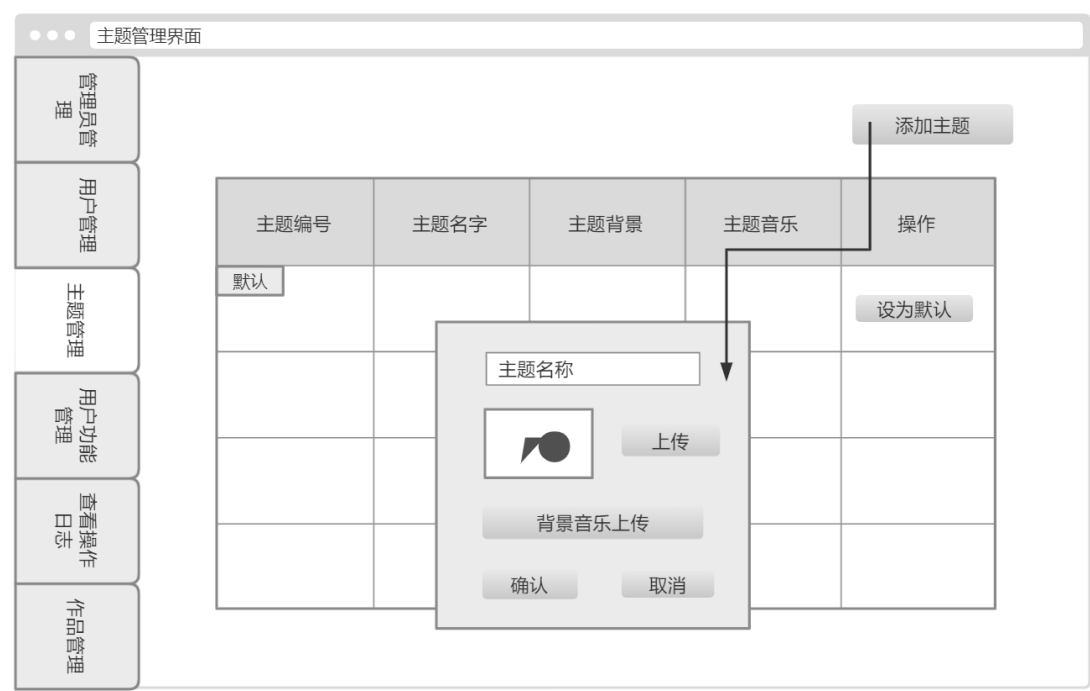 主题管理界面
管理员管
理
用户管理
主题管理
用户功能
管理
查看操作
日志
作品管理
添加主题
主题编号
主题名字
主题背景
主题音乐
操作
默认
设为默认
主题名称
上传
背景音乐上传
确认
取消